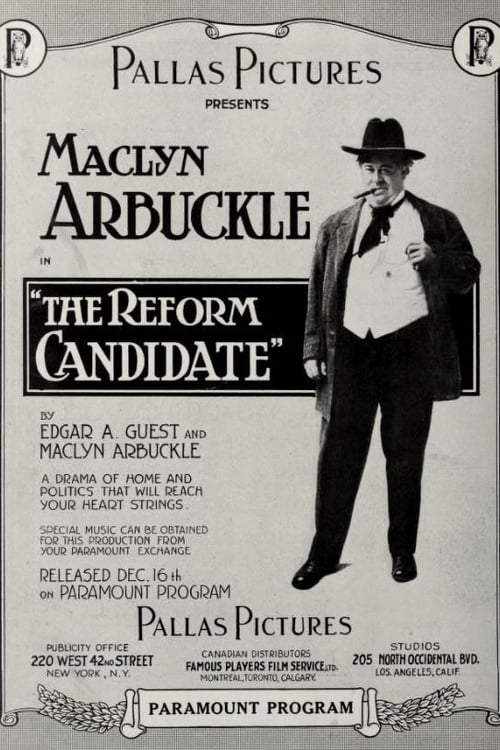 P P
PALLAS PICTURES
PRESENTS
MACLYN
ARBUCKLE
IN
"THE REFORM
CANDIDATE"
BY
EDGAR A. GUEST AND
MACLYN ARBUCKLE
A DRAMA OF HOME AND
POLITICS THAT WILL REACH
YOUR HEART STRINGS.
SPECIAL MUSIC CAN BE OBTAINED
FOR THIS PRODUCTION FROM
YOUR PARAMOUNT EXCHANGE
RELEASED DEC. 16th
ON PARAMOUNT PROGRAM
PALLAS PICTURES
PUBLICITY OFFICE
220 WEST 42ND STREET
NEW YORK, N.Y.
CANADIAN DISTRIBUTORS
FAMOUS PLAYERS FILM SERVICE, LTD.
MONTREAL, TORONTO, CALGARY.
STUDIOS
205 NORTH OCCIDENTAL BVD.
LOS. ANGELES, CALIF.
PARAMOUNT PROGRAM